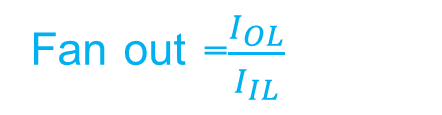 Fan out = I_OL / I_IL